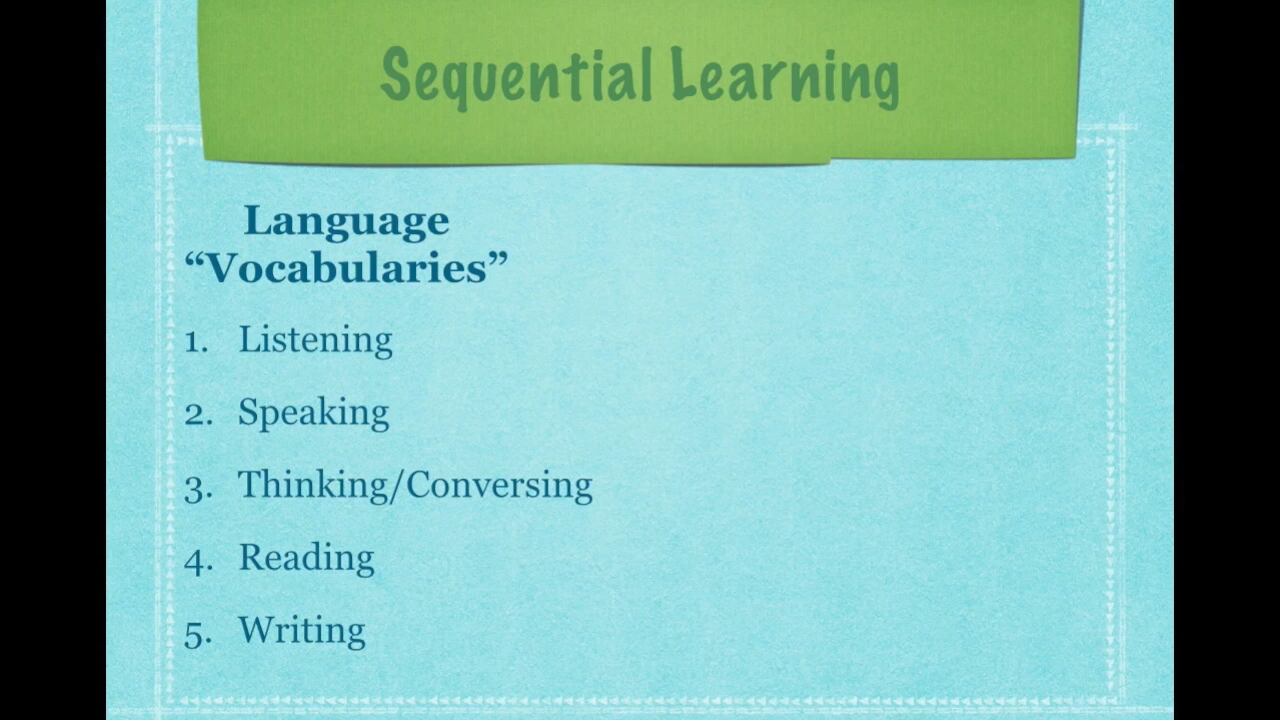 Sequential Learning
Language
“Vocabularies”
1. Listening
2. Speaking
3. Thinking/Conversing
4. Reading
5. Writing